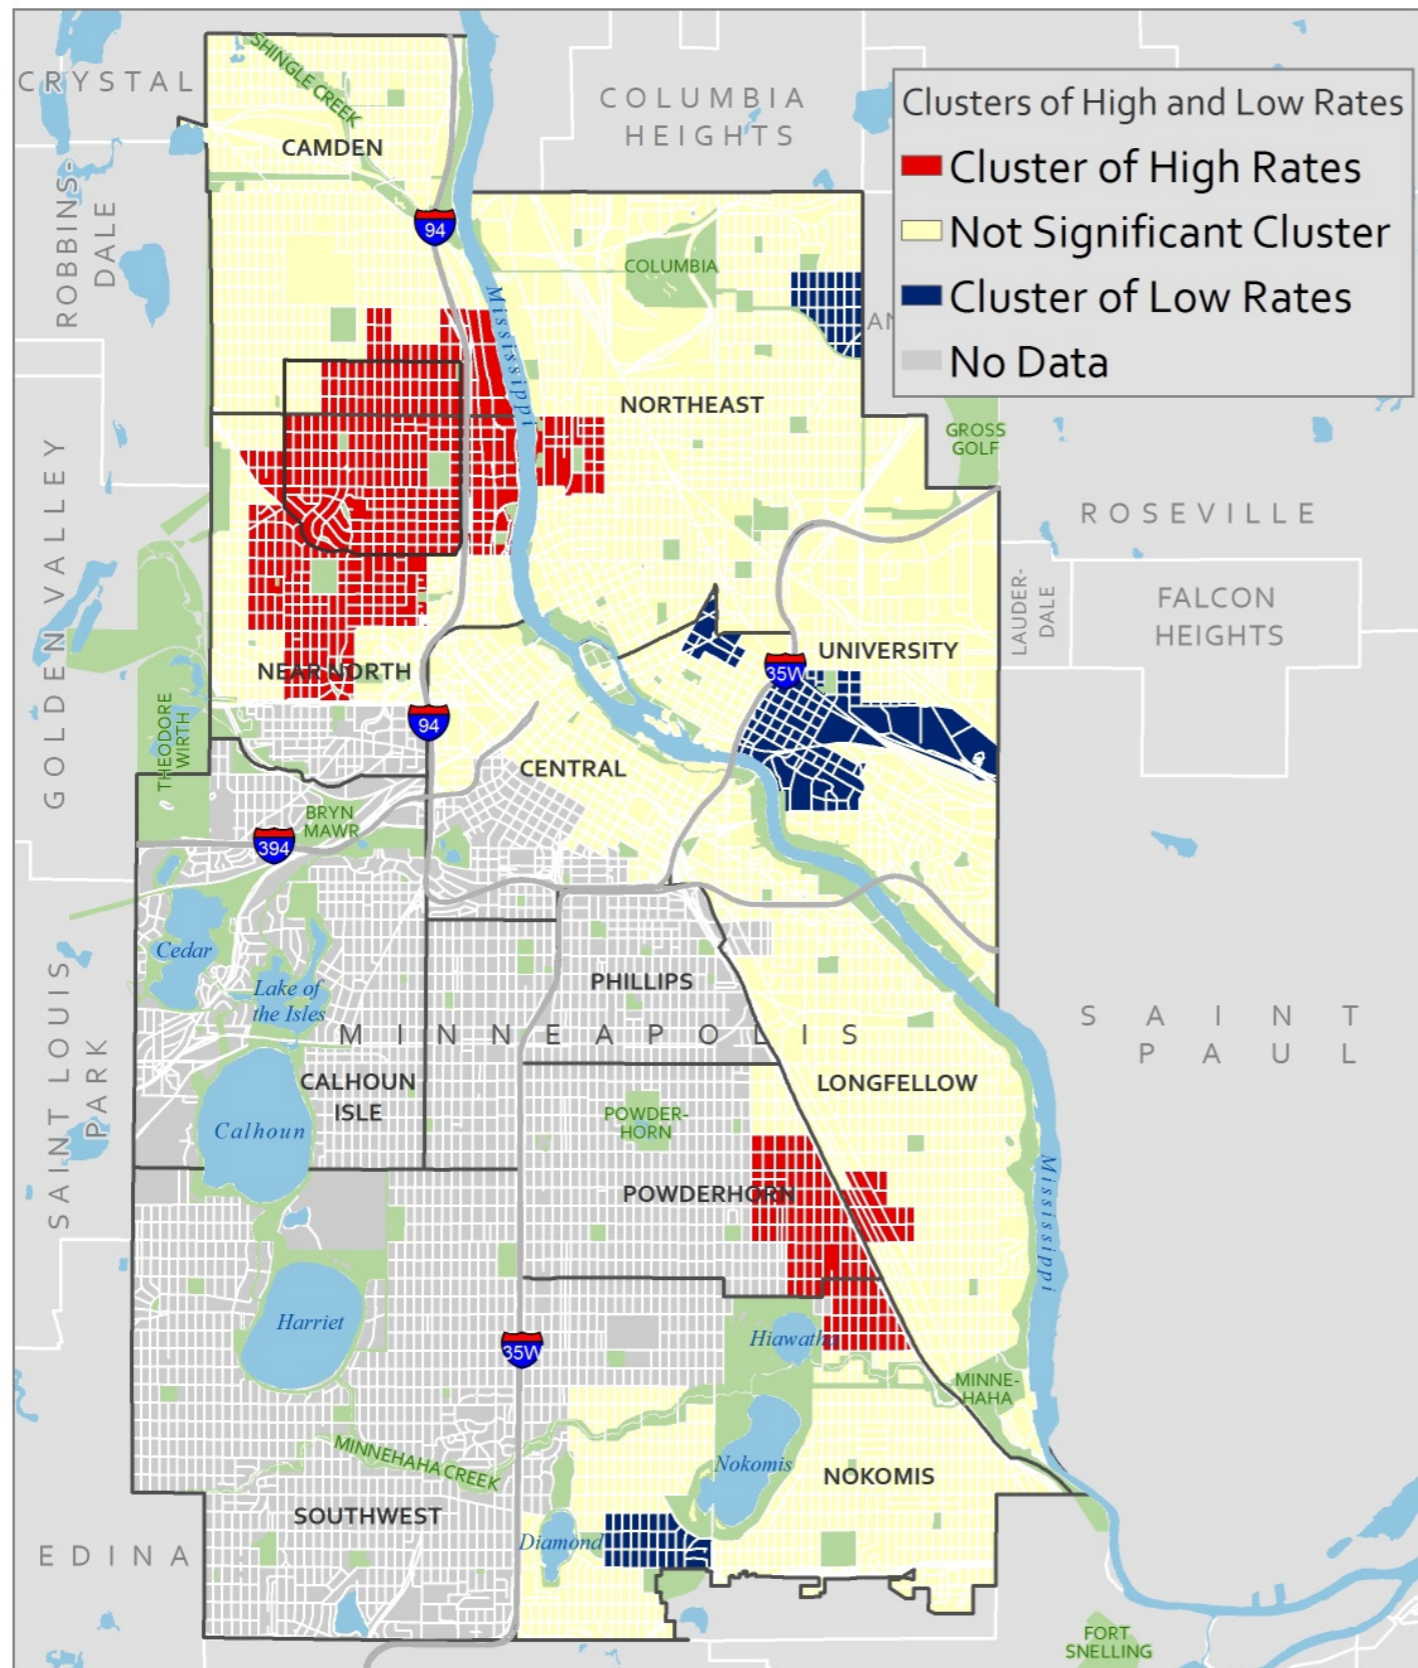 CRYSTAL
SHINGLE CREEK
COLUMBIA
HEIGHTS
Clusters of High and Low Rates
Cluster of High Rates
Not Significant Cluster
Cluster of Low Rates
No Data
CAMDEN
ROBBINS-
DALE
94
COLUMBIA
Mississippi
AN
NORTHEAST
GROSS
GOLF
GOLDEN VALLEY
ROSEVILLE
LAUDER-
DALE
FALCON
HEIGHTS
UNIVERSITY
35W
NEAR NORTH
THEODORE
WIRTH
94
CENTRAL
BRYN
MAWR
394
Cedar
Lake of
the Isles
PHILLIPS
MINNEAPOLIS
SAINT
PAUL
SAINT LOUIS
PARK
CALHOUN
ISLE
LONGFELLOW
Calhoun
POWDER-
HORN
POWDERHORN
Mississippi
Harriet
Hiawatha
35W
MINNE-
HAHA
MINNEHAHA CREEK
Nokomis
NOKOMIS
SOUTHWEST
Diamond
EDINA
FORT
SNELLING